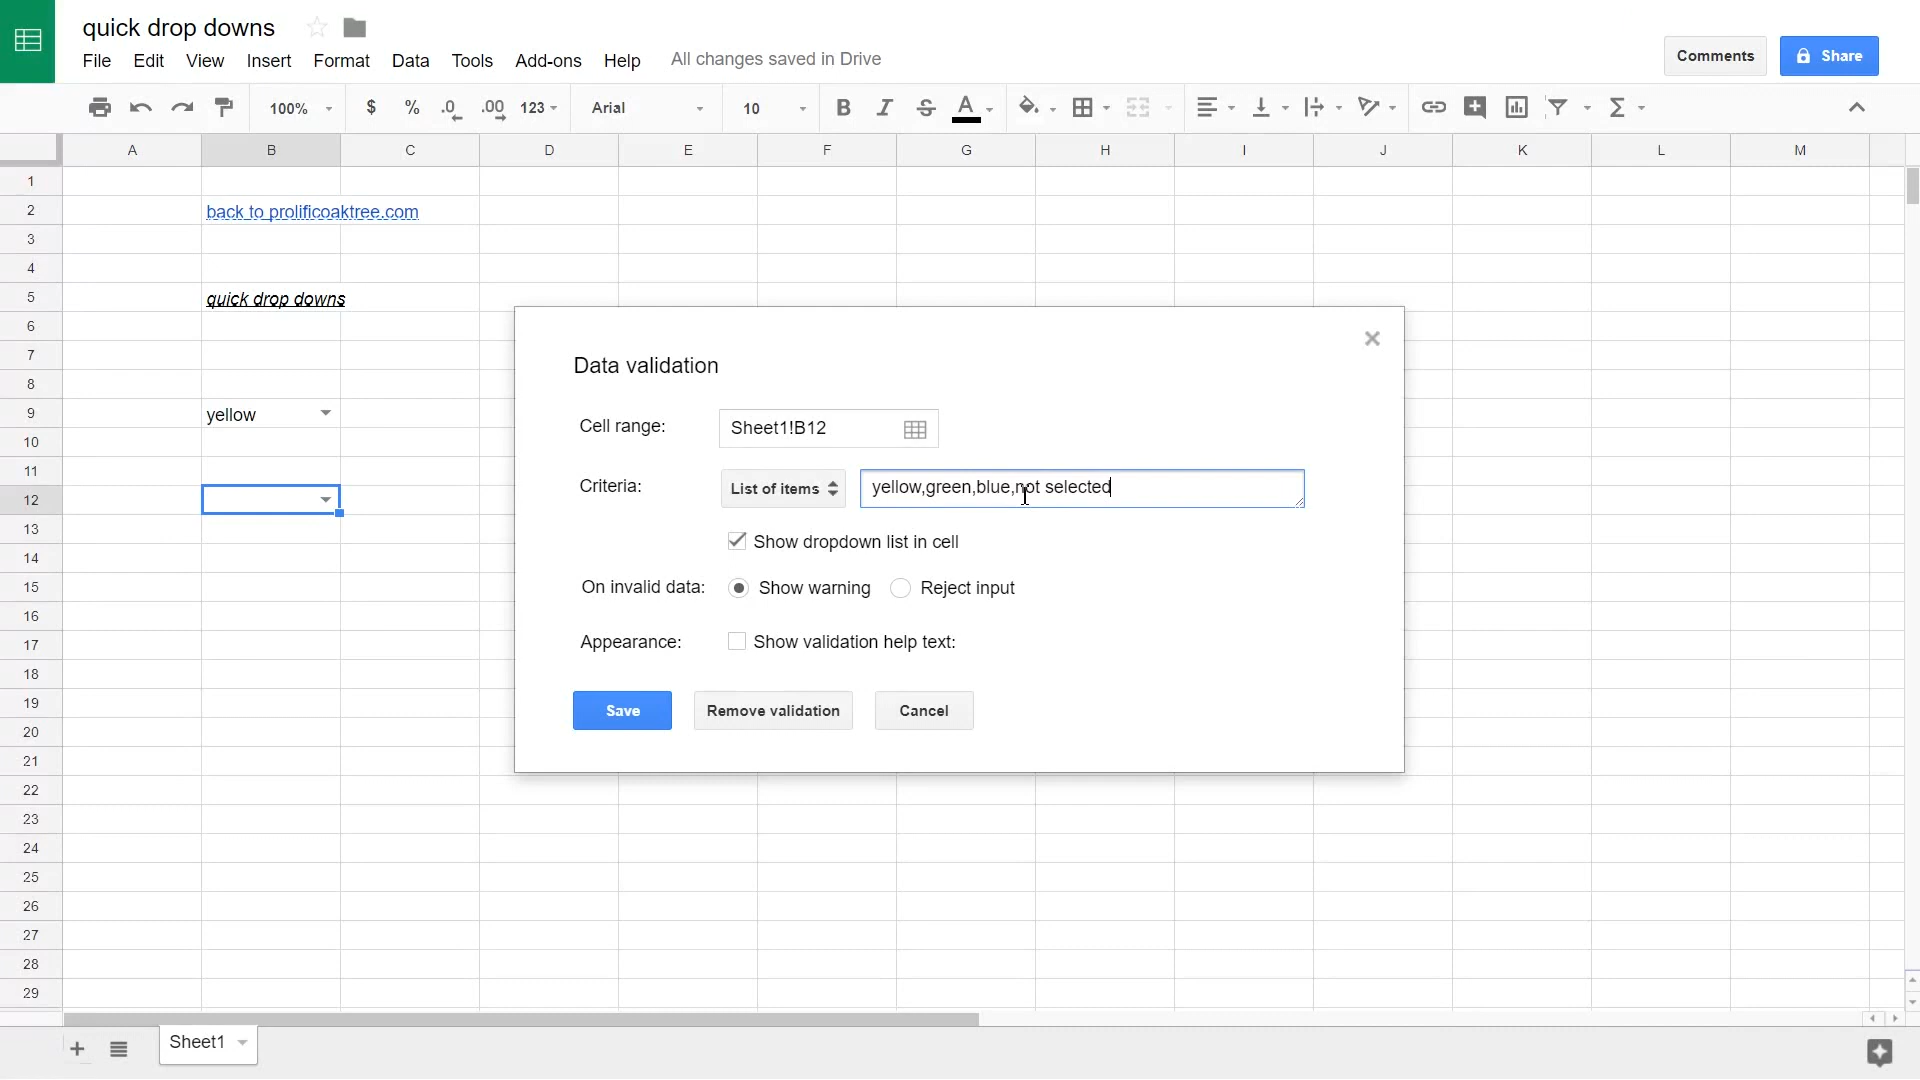 quick drop downs
File Edit View Insert Format Data Tools Add-ons Help All changes saved in Drive
Comments Share
100% $ % .0 .00 123 Arial 10 B I S A Σ
A B C D E F G H I J K L M
1
2 back to prolificoaktree.com
3
4
5 quick drop downs
6
7
8
9 yellow
10
11
12
13
14
15
16
17
18
19
20
21
22
23
24
25
26
27
28
29
Data validation
Cell range: Sheet1!B12
Criteria: List of items yellow,green,blue,not selected
Show dropdown list in cell
On invalid data: Show warning Reject input
Appearance: Show validation help text:
Save Remove validation Cancel
Sheet1